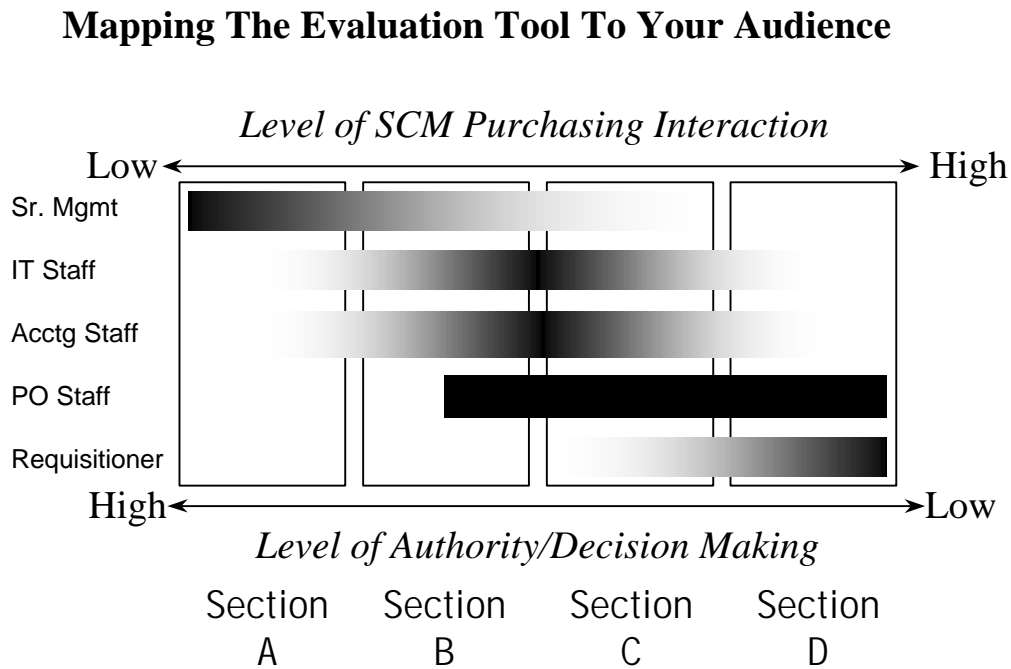 Mapping The Evaluation Tool To Your Audience
Level of SCM Purchasing Interaction
Low High
Sr. Mgmt
IT Staff
Acctg Staff
PO Staff
Requisitioner
High Low
Level of Authority/Decision Making
Section Section Section Section
A B C D